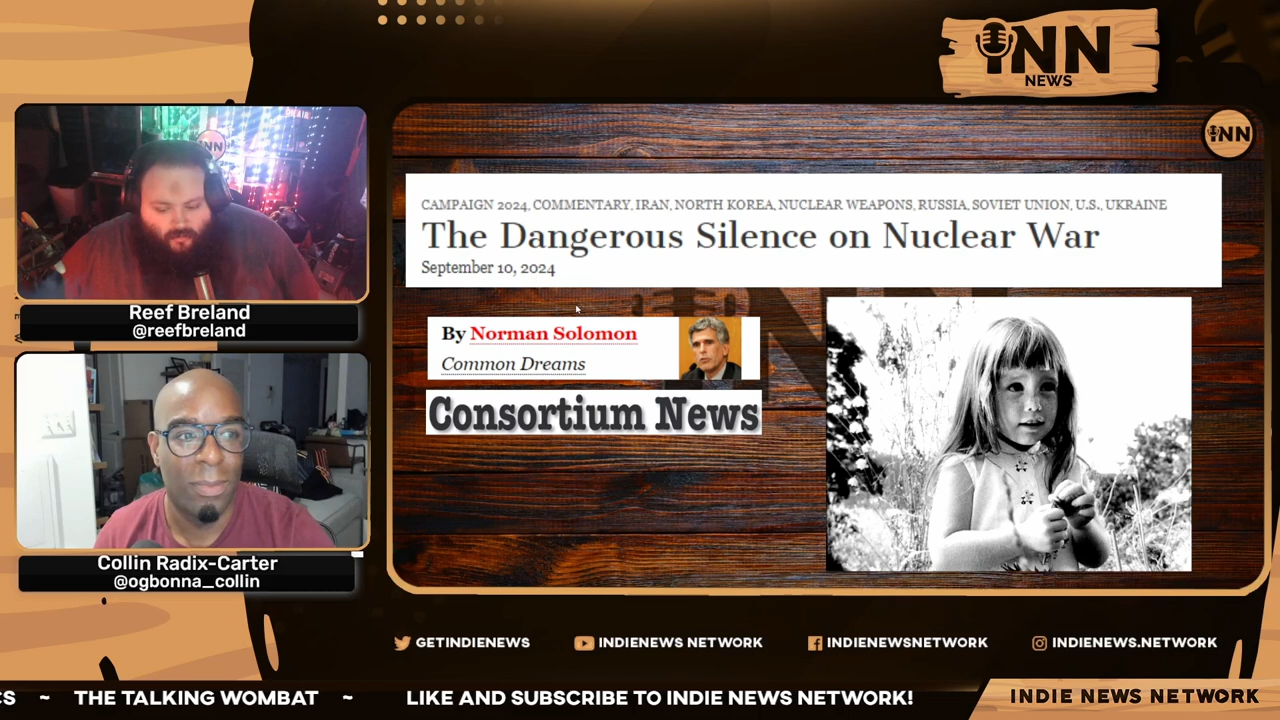 INN
NEWS
INN
INN
CAMPAIGN 2024, COMMENTARY, IRAN, NORTH KOREA, NUCLEAR WEAPONS, RUSSIA, SOVIET UNION, U.S., UKRAINE
The Dangerous Silence on Nuclear War
September 10, 2024
By Norman Solomon
Common Dreams
Consortium News
Reef Breland
@reefbreland
Collin Radix-Carter
@ogbonna_collin
GETINDIENEWS
INDIENEWS NETWORK
INDIENEWSNETWORK
INDIENEWS.NETWORK
CS ~ THE TALKING WOMBAT ~ LIKE AND SUBSCRIBE TO INDIE NEWS NETWORK!
INDIE NEWS NETWORK